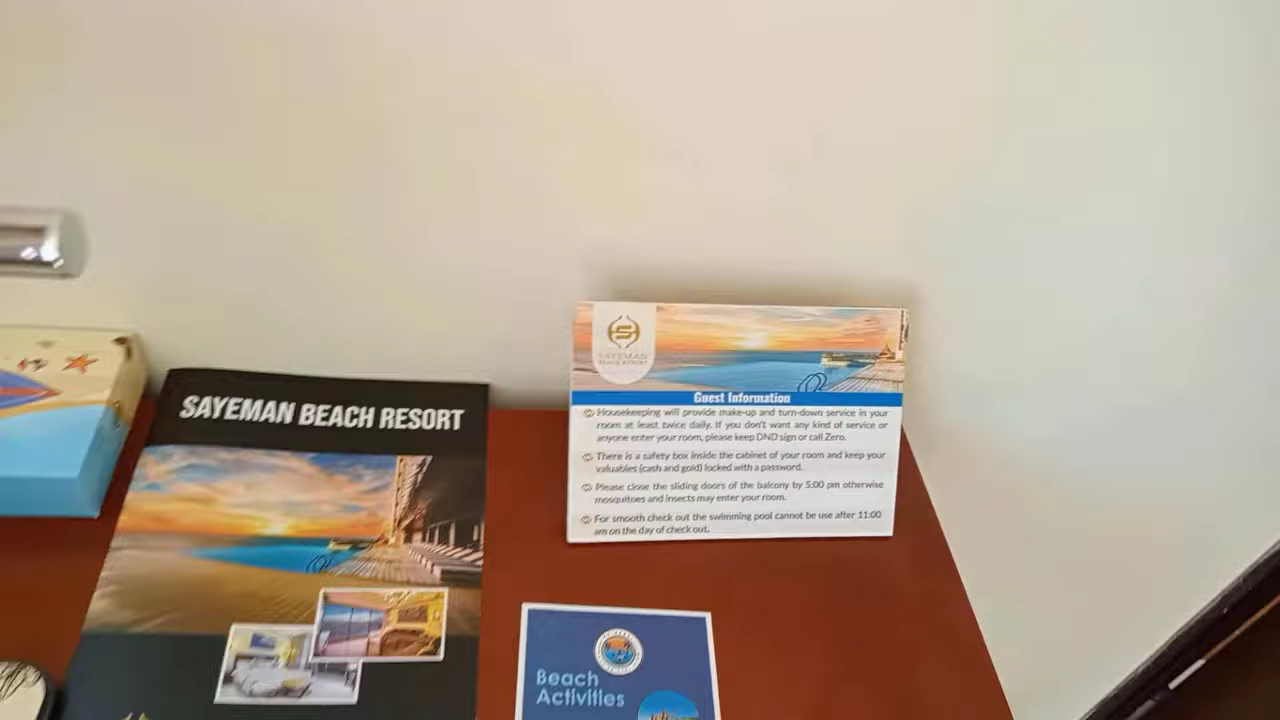 SAYEMAN BEACH RESORT
SAYEMAN
BEACH RESORT
Guest Information
Housekeeping will provide make-up and turn-down service in your
room at least twice daily. If you don't want any kind of service or
anyone enter your room, please keep DND sign or call Zero.
There is a safety box inside the cabinet of your room and keep your
valuables (cash and gold) locked with a password.
Please close the sliding doors of the balcony by 5:00 pm otherwise
mosquitoes and insects may enter your room.
For smooth check out the swimming pool cannot be use after 11:00
am on the day of check out.
Beach
Activities